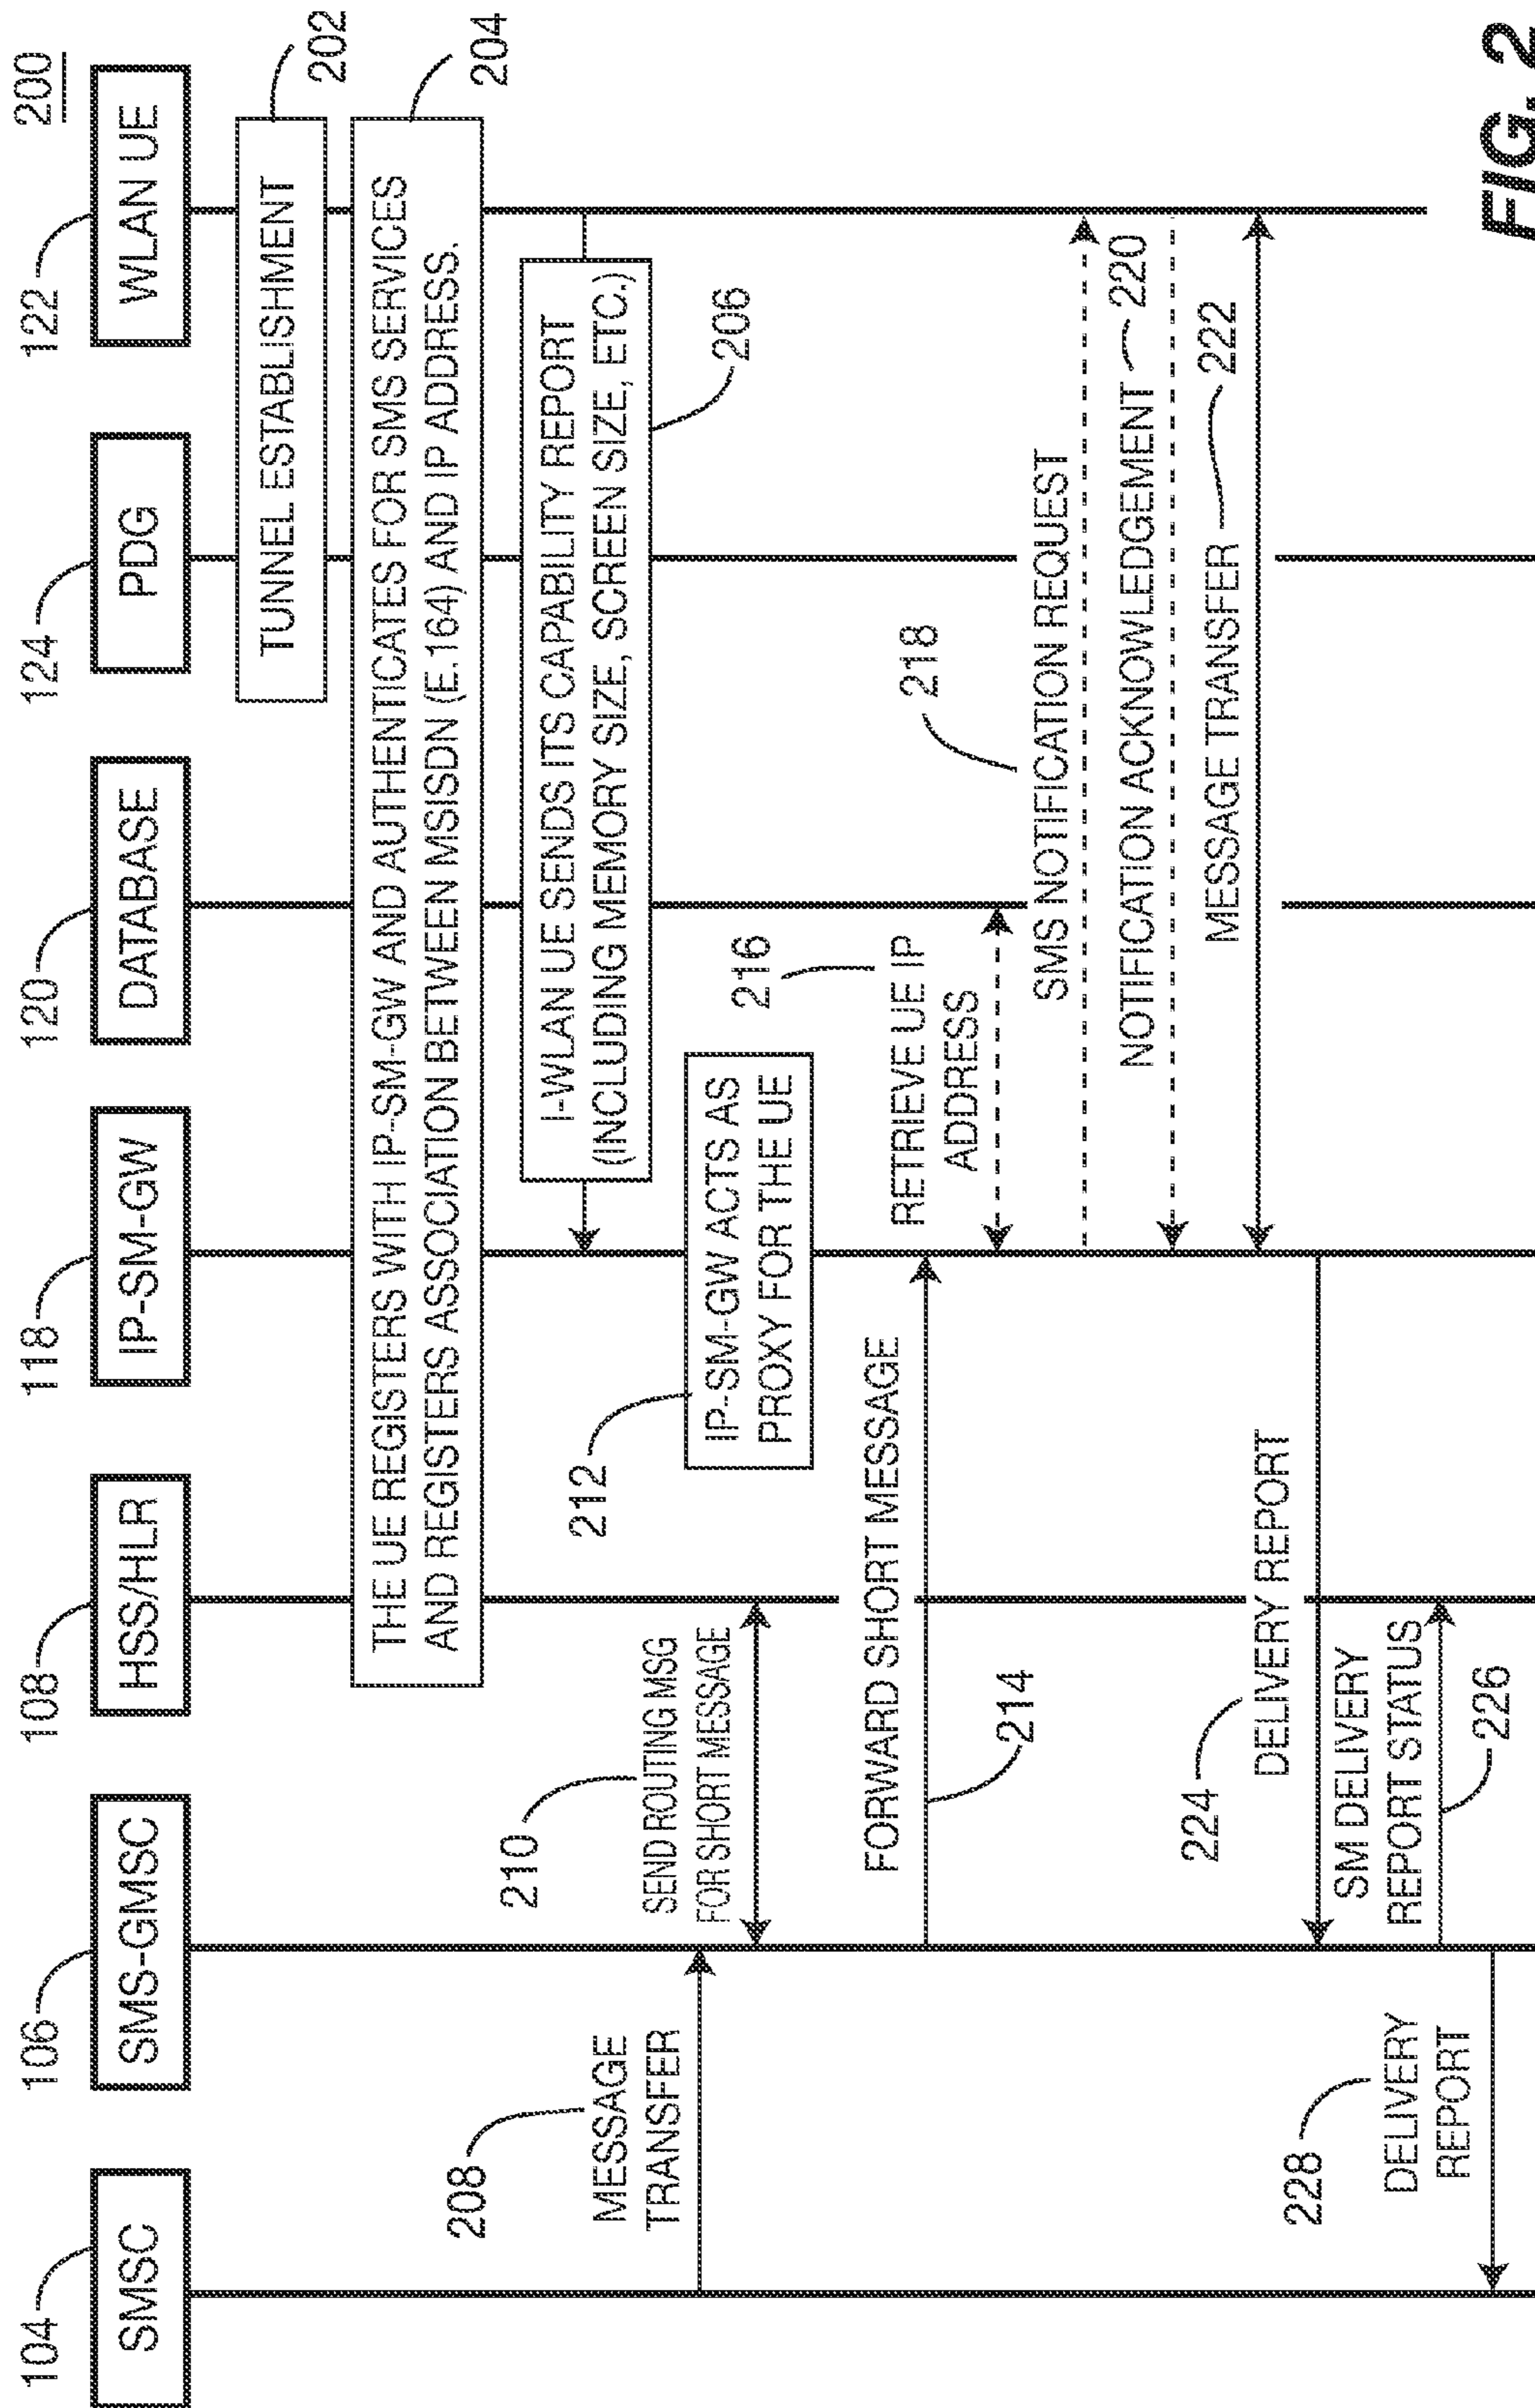 200
104
106
108
118
120
124
122
SMSC
SMS-GMSC
HSS/HLR
IP-SM-GW
DATABASE
PDG
WLAN UE
TUNNEL ESTABLISHMENT
202
THE UE REGISTERS WITH IP-SM-GW AND AUTHENTICATES FOR SMS SERVICES
AND REGISTERS ASSOCIATION BETWEEN MSISDN (E.164) AND IP ADDRESS.
204
I-WLAN UE SENDS ITS CAPABILITY REPORT
(INCLUDING MEMORY SIZE, SCREEN SIZE, ETC.)
206
208
MESSAGE
TRANSFER
210
SEND ROUTING MSG
FOR SHORT MESSAGE
212
IP-SM-GW ACTS AS
PROXY FOR THE UE
FORWARD SHORT MESSAGE
214
216
RETRIEVE UE IP
ADDRESS
218
SMS NOTIFICATION REQUEST
NOTIFICATION ACKNOWLEDGEMENT
220
MESSAGE TRANSFER
222
224
DELIVERY REPORT
SM DELIVERY
REPORT STATUS
226
228
DELIVERY
REPORT
FIG. 2